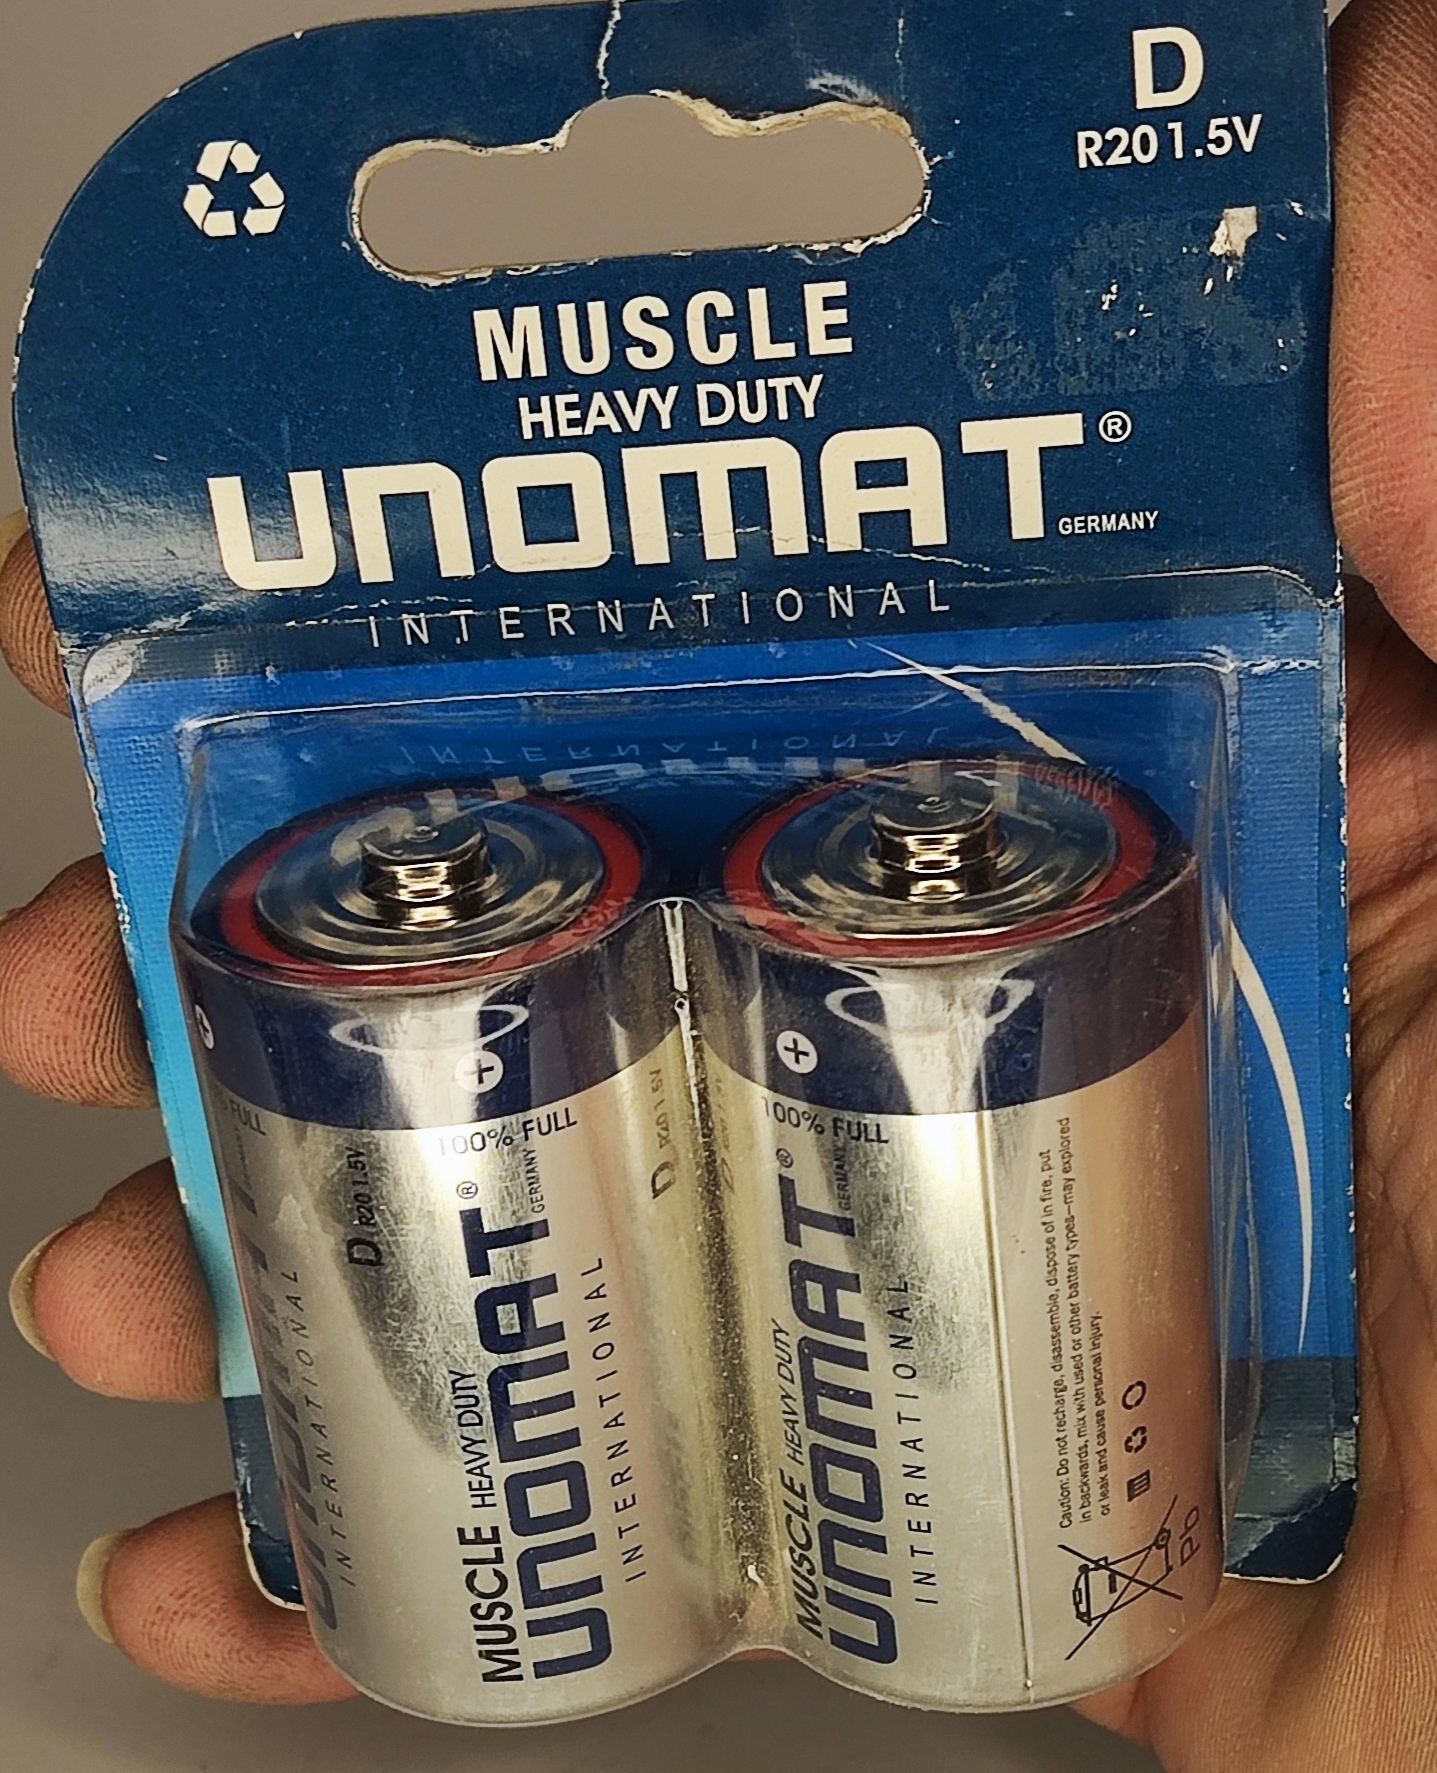 D
R20 1.5V
MUSCLE
HEAVY DUTY
UNOMAT®
GERMANY
INTERNATIONAL
INTERNATIONAL
FULL
INTERNATIONAL
D R20 1.5V
100% FULL
MUSCLE HEAVY DUTY
UNOMAT®
GERMANY
INTERNATIONAL
D R20 1.5V
100% FULL
MUSCLE HEAVY DUTY
UNOMAT®
GERMANY
INTERNATIONAL
Caution: Do not recharge, disassemble, dispose of in fire, put
in backwards, mix with used or other battery types—may explored
or leak and cause personal injury.
Pb